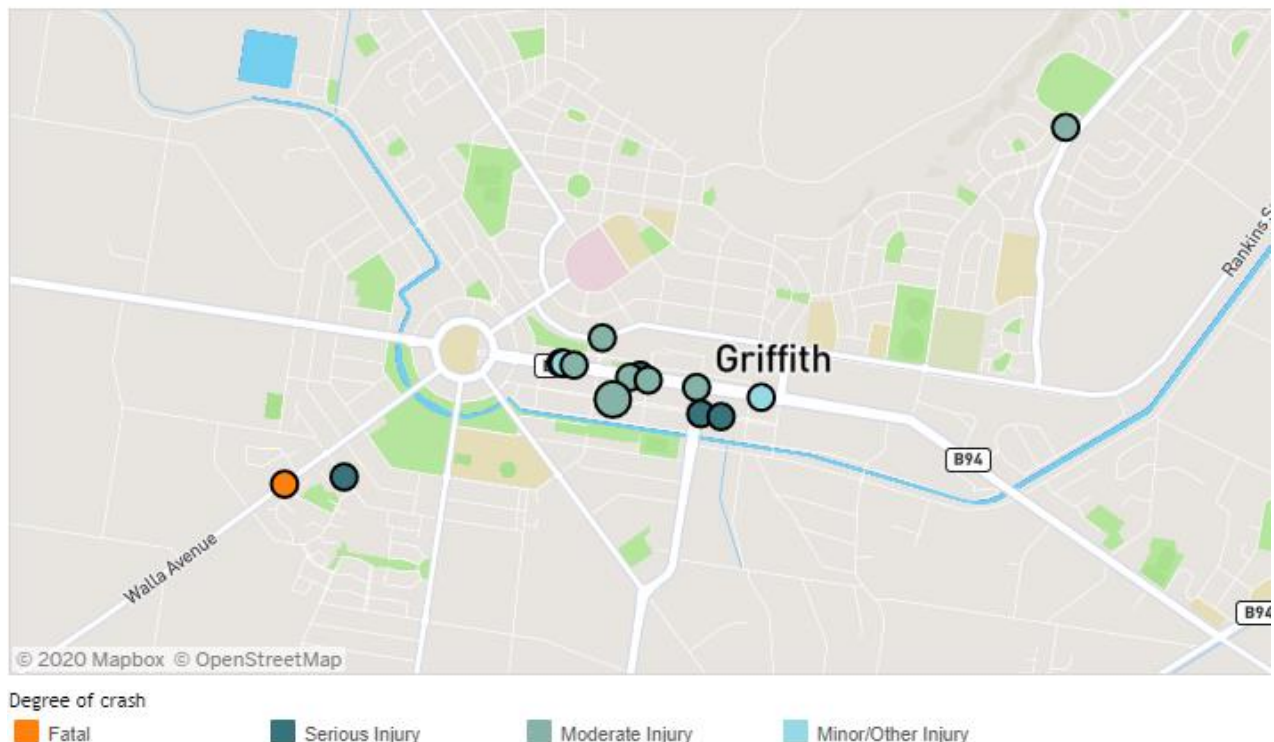 Rankins S
Griffith
B94
Walla Avenue
B94
© 2020 Mapbox © OpenStreetMap
Degree of crash
Fatal
Serious Injury
Moderate Injury
Minor/Other Injury